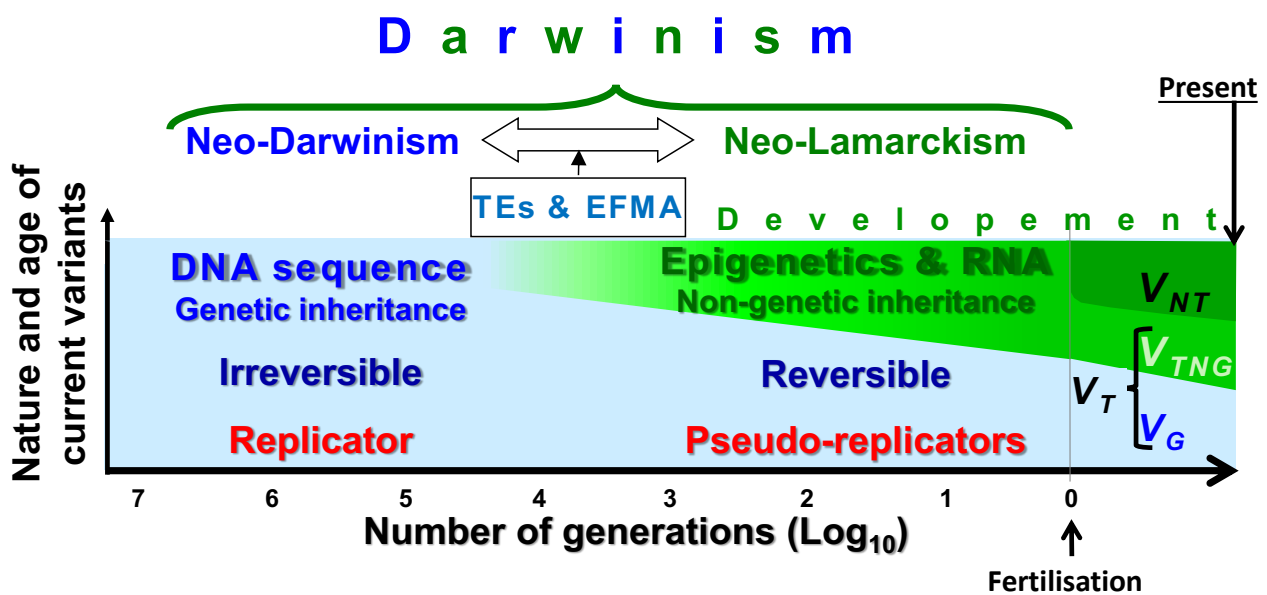 Darwinism
Present
Neo-Darwinism
Neo-Lamarckism
TEs & EFMA
Developement
Nature and age of
current variants
DNA sequence
Genetic inheritance
Epigenetics & RNA
Non-genetic inheritance
V_NT
V_TNG
V_T
V_G
Irreversible
Reversible
Replicator
Pseudo-replicators
7 6 5 4 3 2 1 0
Number of generations (Log10)
Fertilisation